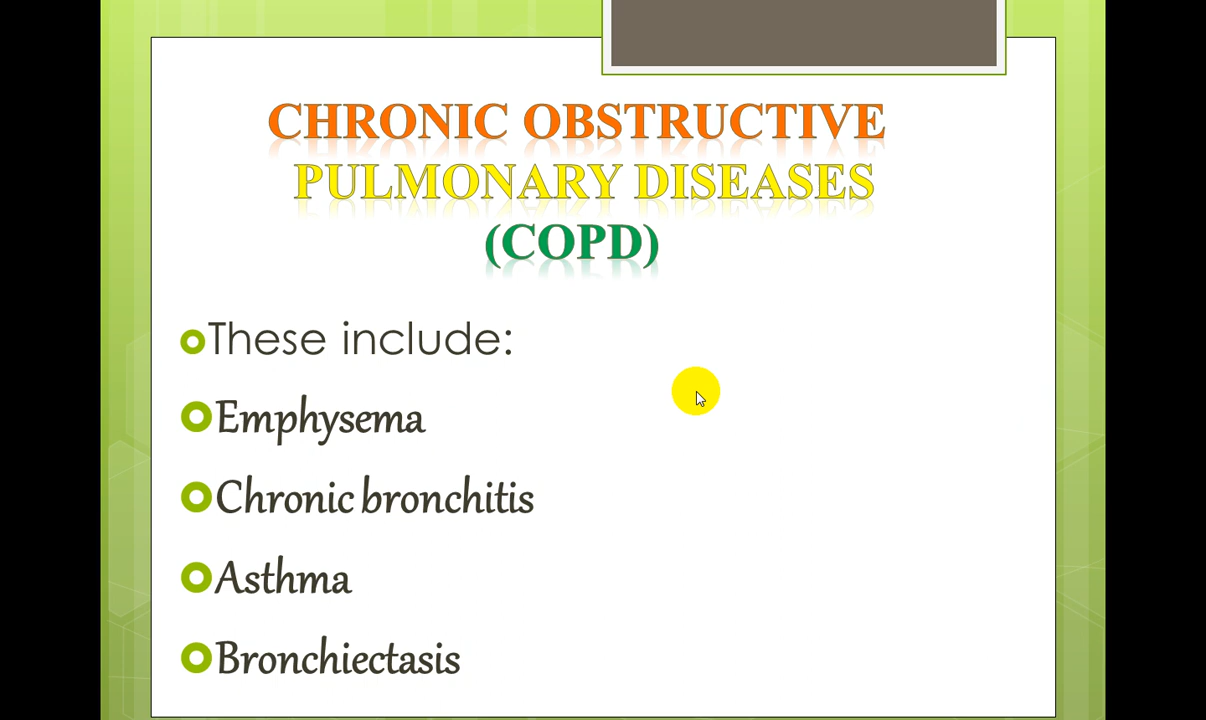 CHRONIC OBSTRUCTIVE
PULMONARY DISEASES
(COPD)
These include:
Emphysema
Chronic bronchitis
Asthma
Bronchiectasis